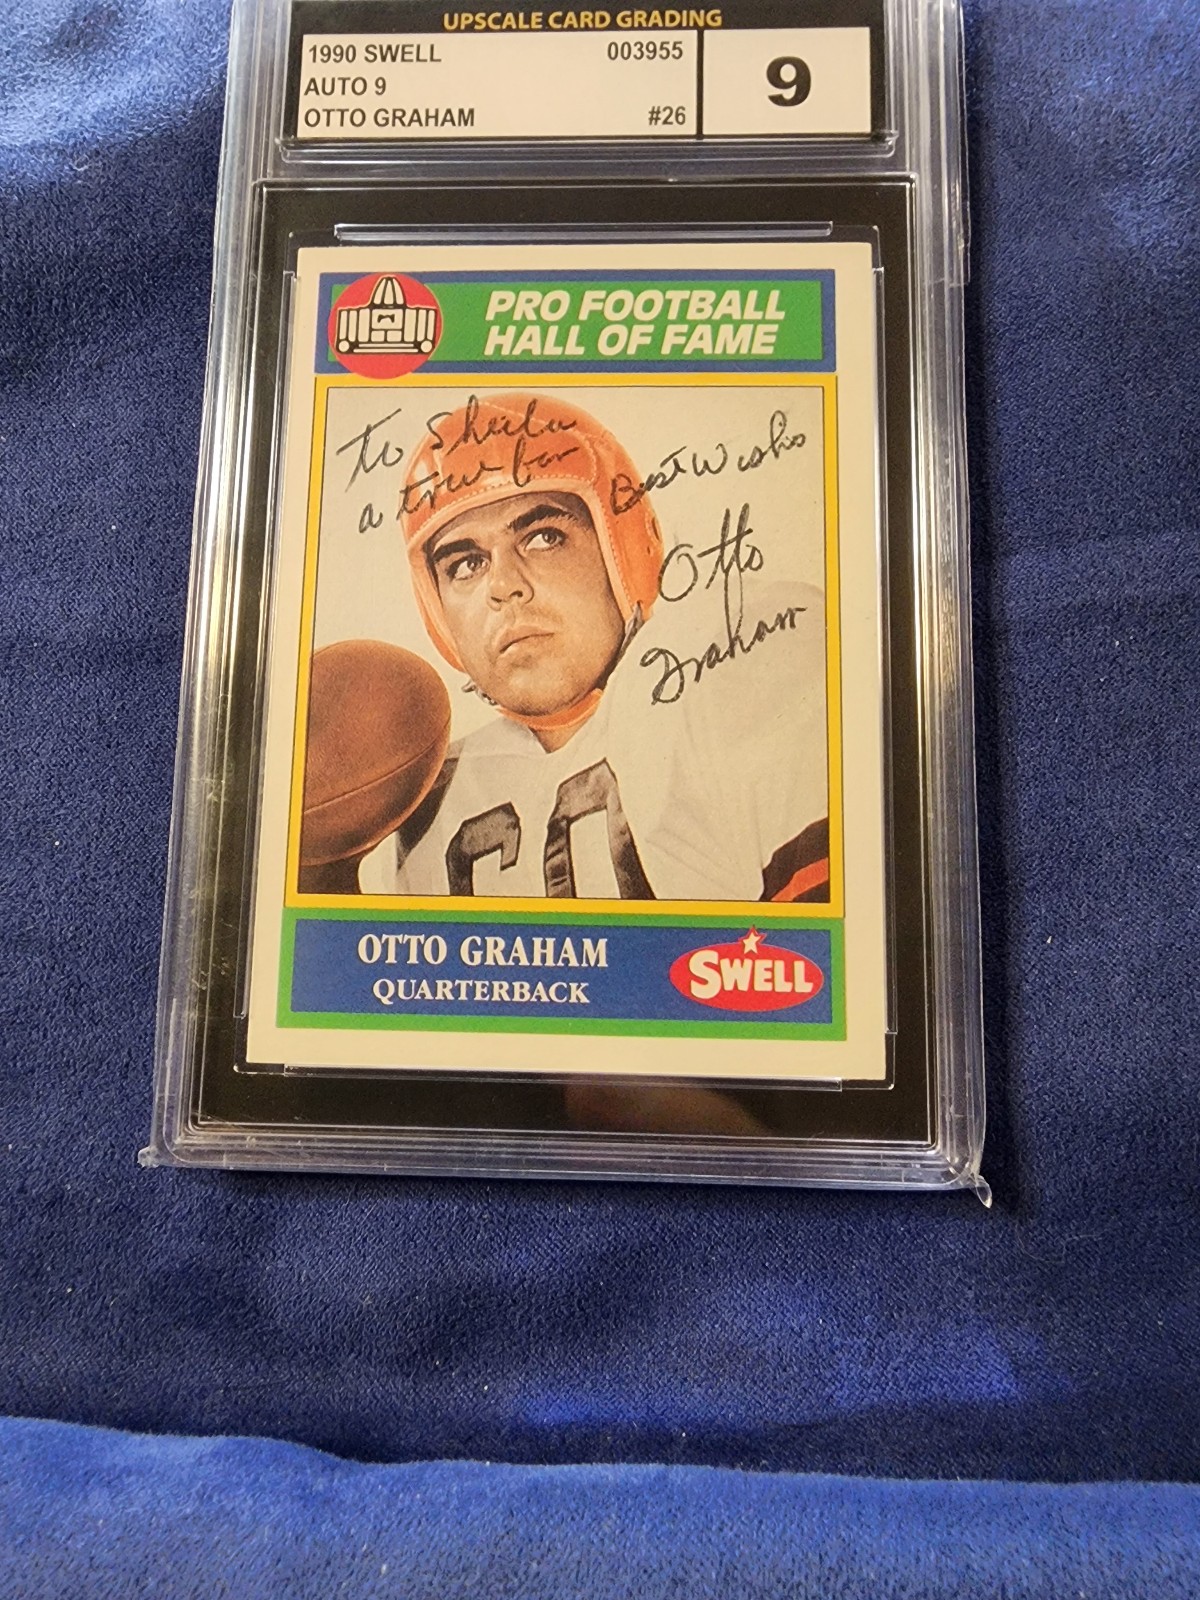 UPSCALE CARD GRADING
1990 SWELL 003955
AUTO 9
OTTO GRAHAM #26
9
PRO FOOTBALL
HALL OF FAME
To Sheila
a true fan
Best Wishes
Otto
Graham
60
OTTO GRAHAM
QUARTERBACK
SWELL